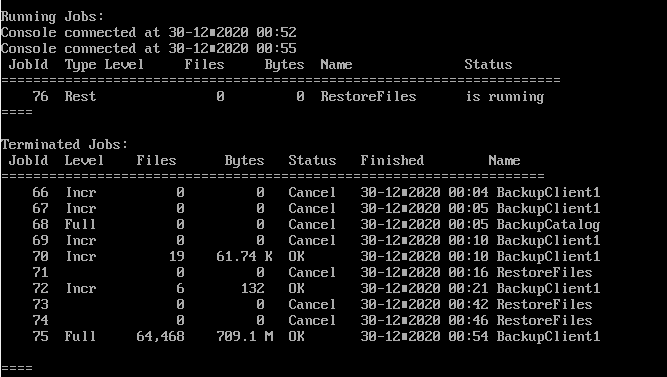 Running Jobs:
Console connected at 30-12■2020 00:52
Console connected at 30-12■2020 00:55
JobId Type Level Files Bytes Name Status
======================================================================
76 Rest 0 0 RestoreFiles is running
====
Terminated Jobs:
JobId Level Files Bytes Status Finished Name
====================================================================
66 Incr 0 0 Cancel 30-12■2020 00:04 BackupClient1
67 Incr 0 0 Cancel 30-12■2020 00:05 BackupClient1
68 Full 0 0 Cancel 30-12■2020 00:05 BackupCatalog
69 Incr 0 0 Cancel 30-12■2020 00:10 BackupClient1
70 Incr 19 61.74 K OK 30-12■2020 00:10 BackupClient1
71 0 0 Cancel 30-12■2020 00:16 RestoreFiles
72 Incr 6 132 OK 30-12■2020 00:21 BackupClient1
73 0 0 Cancel 30-12■2020 00:42 RestoreFiles
74 0 0 Cancel 30-12■2020 00:46 RestoreFiles
75 Full 64,468 709.1 M OK 30-12■2020 00:54 BackupClient1
====